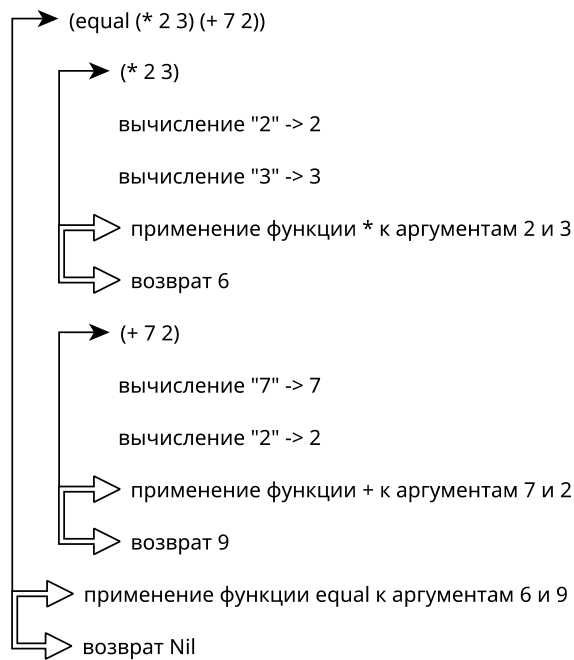 (equal (* 2 3) (+ 7 2))
(* 2 3)
вычисление "2" -> 2
вычисление "3" -> 3
применение функции * к аргументам 2 и 3
возврат 6
(+ 7 2)
вычисление "7" -> 7
вычисление "2" -> 2
применение функции + к аргументам 7 и 2
возврат 9
применение функции equal к аргументам 6 и 9
возврат Nil